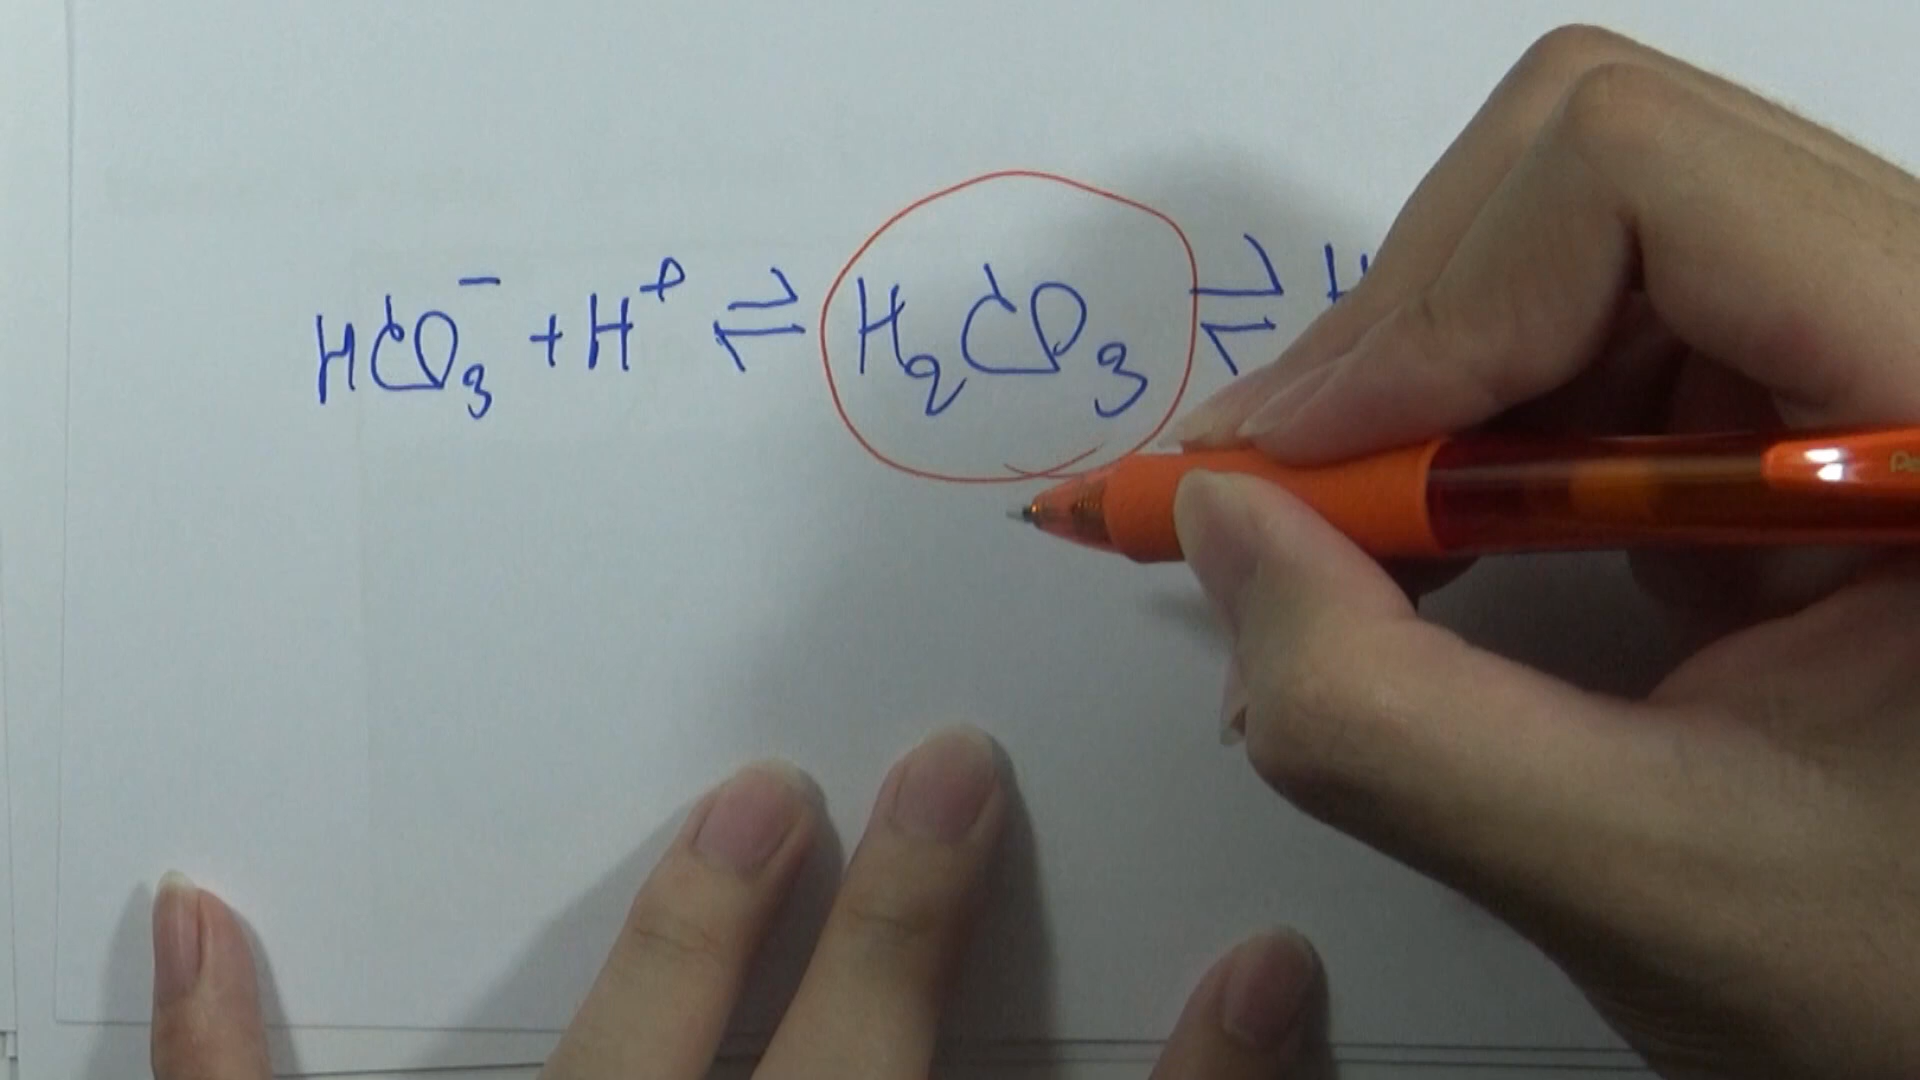 HCO₃⁻ + H⁺ ⇌ H₂CO₃ ⇌ H